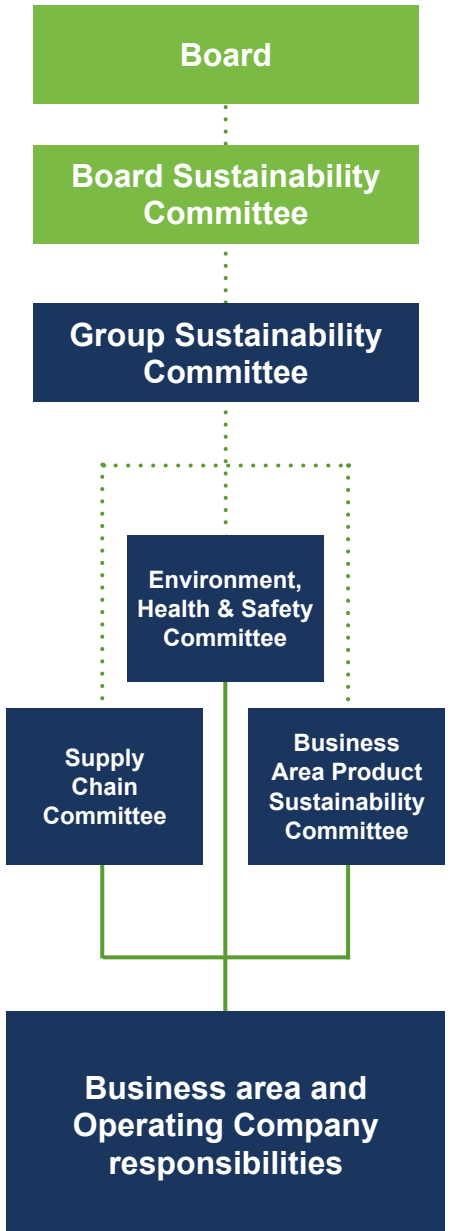 Board
Board Sustainability
Committee
Group Sustainability
Committee
Environment,
Health & Safety
Committee
Supply
Chain
Committee
Business
Area Product
Sustainability
Committee
Business area and
Operating Company
responsibilities